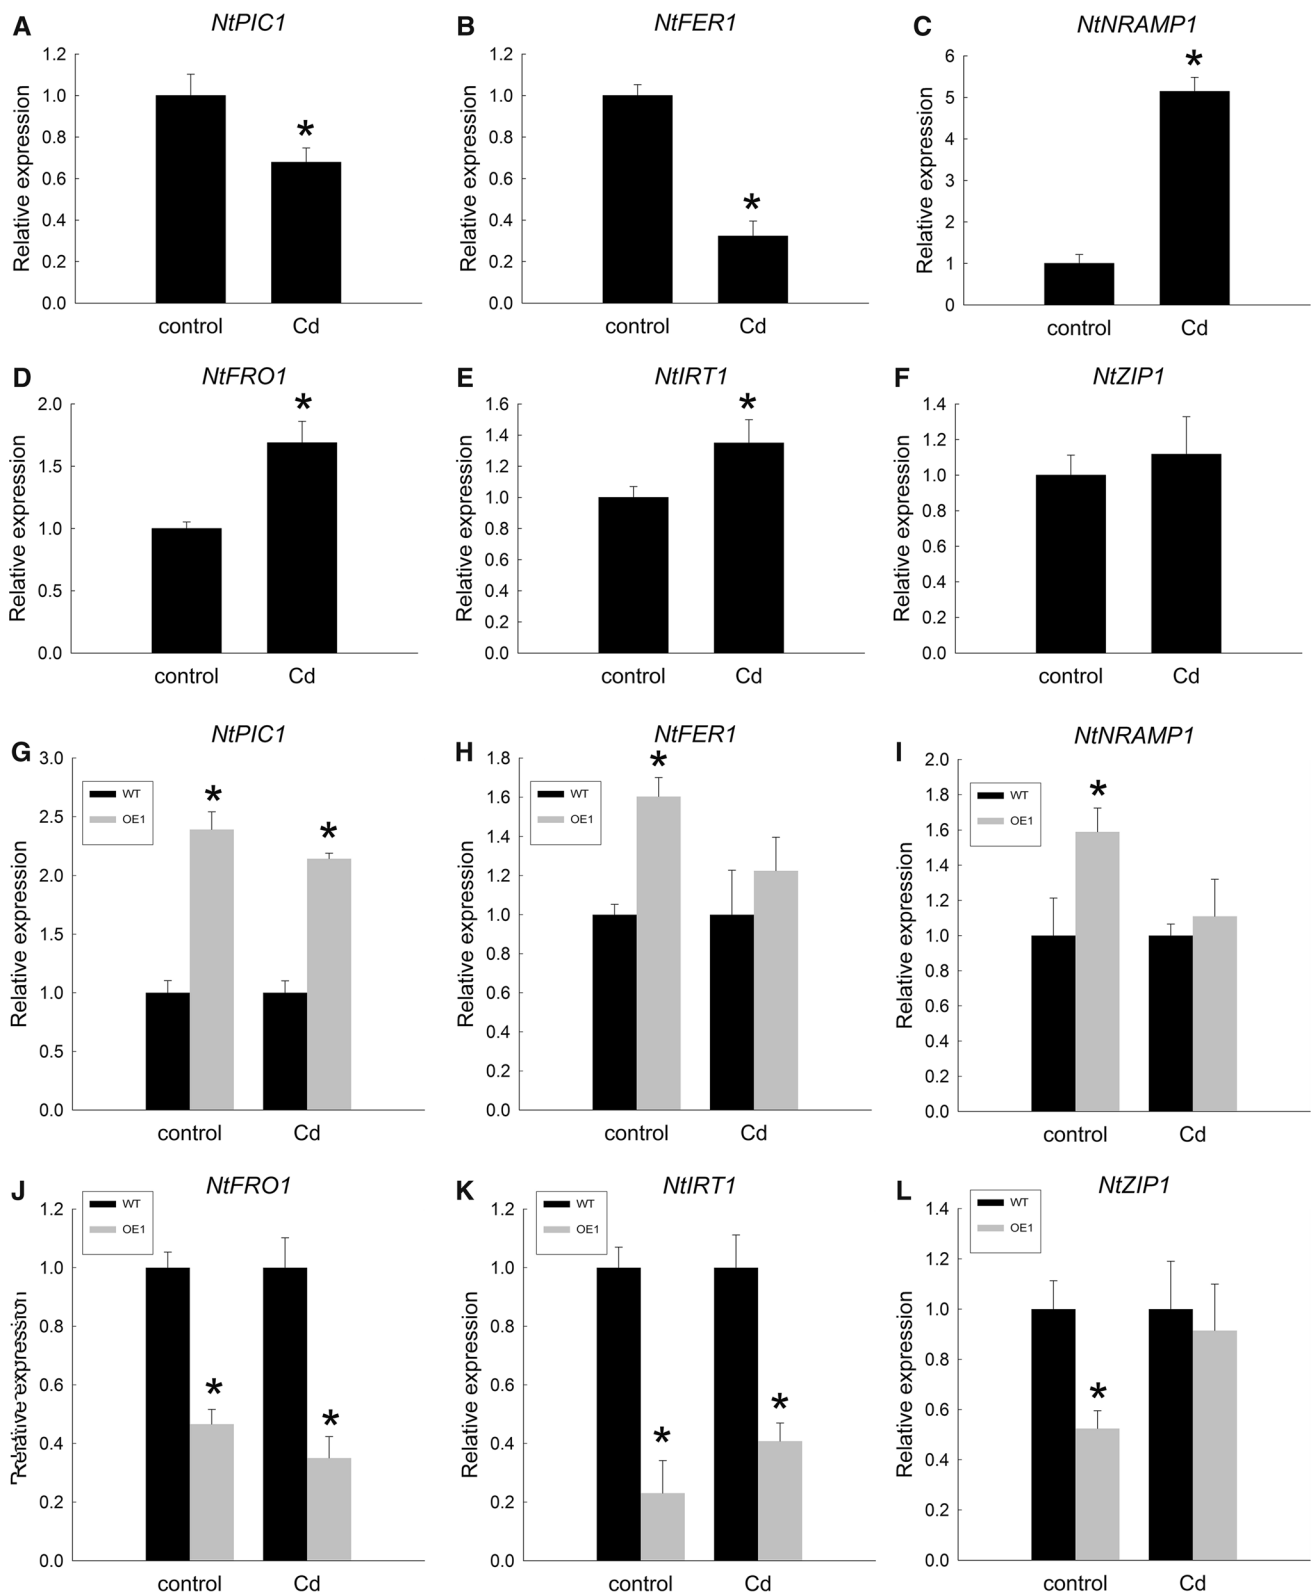 A NtPIC1
Relative expression
1.2
1.0
0.8
0.6
0.4
0.2
0.0
*
control Cd
B NtFER1
Relative expression
1.2
1.0
0.8
0.6
0.4
0.2
0.0
*
control Cd
C NtNRAMP1
Relative expression
6
5
4
3
2
1
0
*
control Cd
D NtFRO1
Relative expression
2.0
1.5
1.0
0.5
0.0
*
control Cd
E NtIRT1
Relative expression
1.6
1.4
1.2
1.0
0.8
0.6
0.4
0.2
0.0
*
control Cd
F NtZIP1
Relative expression
1.4
1.2
1.0
0.8
0.6
0.4
0.2
0.0
control Cd
G NtPIC1
Relative expression
3.0
2.5
2.0
1.5
1.0
0.5
0.0
WT
OE1
* *
control Cd
H NtFER1
Relative expression
1.8
1.6
1.4
1.2
1.0
0.8
0.6
0.4
0.2
0.0
WT
OE1
*
control Cd
I NtNRAMP1
Relative expression
2.0
1.8
1.6
1.4
1.2
1.0
0.8
0.6
0.4
0.2
0.0
WT
OE1
*
control Cd
J NtFRO1
Relative expression
1.2
1.0
0.8
0.6
0.4
0.2
0.0
WT
OE1
* *
control Cd
K NtIRT1
Relative expression
1.2
1.0
0.8
0.6
0.4
0.2
0.0
WT
OE1
* *
control Cd
L NtZIP1
Relative expression
1.4
1.2
1.0
0.8
0.6
0.4
0.2
0.0
WT
OE1
*
control Cd